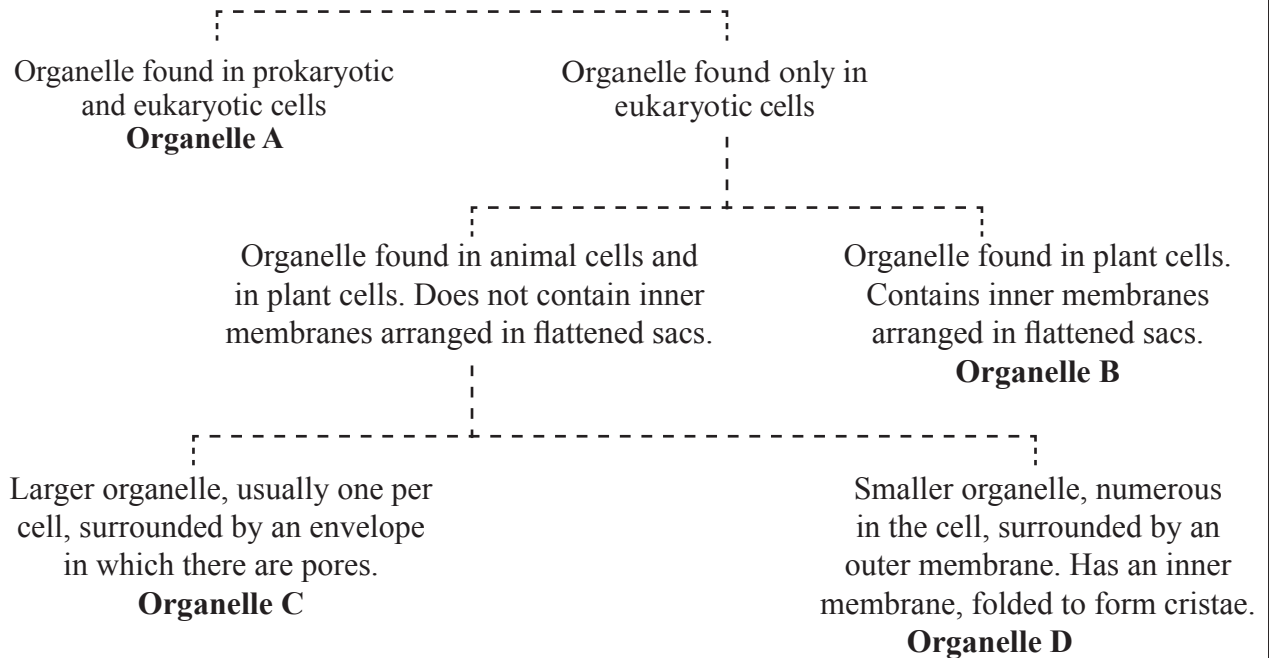 Organelle found in prokaryotic
and eukaryotic cells
Organelle A
Organelle found only in
eukaryotic cells
Organelle found in animal cells and
in plant cells. Does not contain inner
membranes arranged in flattened sacs.
Organelle found in plant cells.
Contains inner membranes
arranged in flattened sacs.
Organelle B
Larger organelle, usually one per
cell, surrounded by an envelope
in which there are pores.
Organelle C
Smaller organelle, numerous
in the cell, surrounded by an
outer membrane. Has an inner
membrane, folded to form cristae.
Organelle D